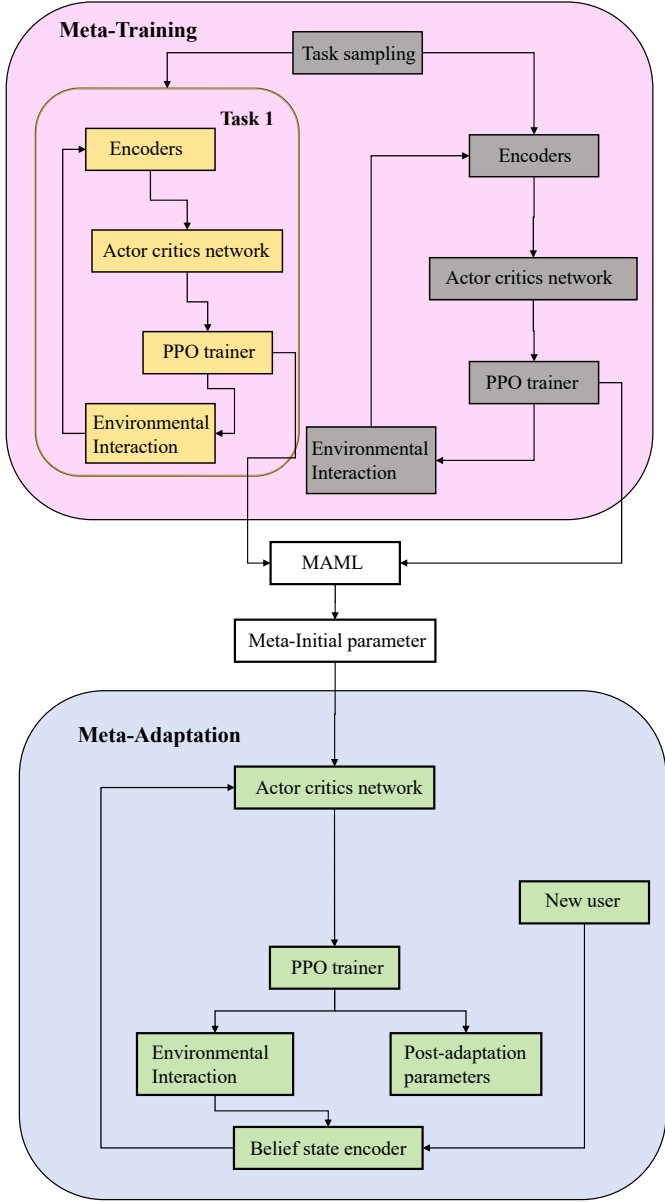 Meta-Training
Task sampling
Task 1
Encoders
Actor critics network
PPO trainer
Environmental
Interaction
Encoders
Actor critics network
PPO trainer
Environmental
Interaction
MAML
Meta-Initial parameter
Meta-Adaptation
Actor critics network
New user
PPO trainer
Environmental
Interaction
Post-adaptation
parameters
Belief state encoder